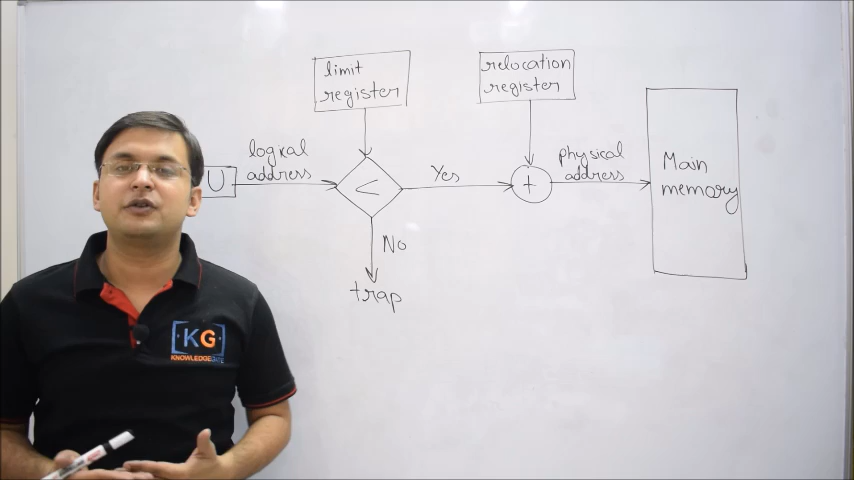 limit
register
relocation
register
logical
address
U
<
Yes
+
physical
address
Main
memory
No
trap
KG
KNOWLEDGEGATE